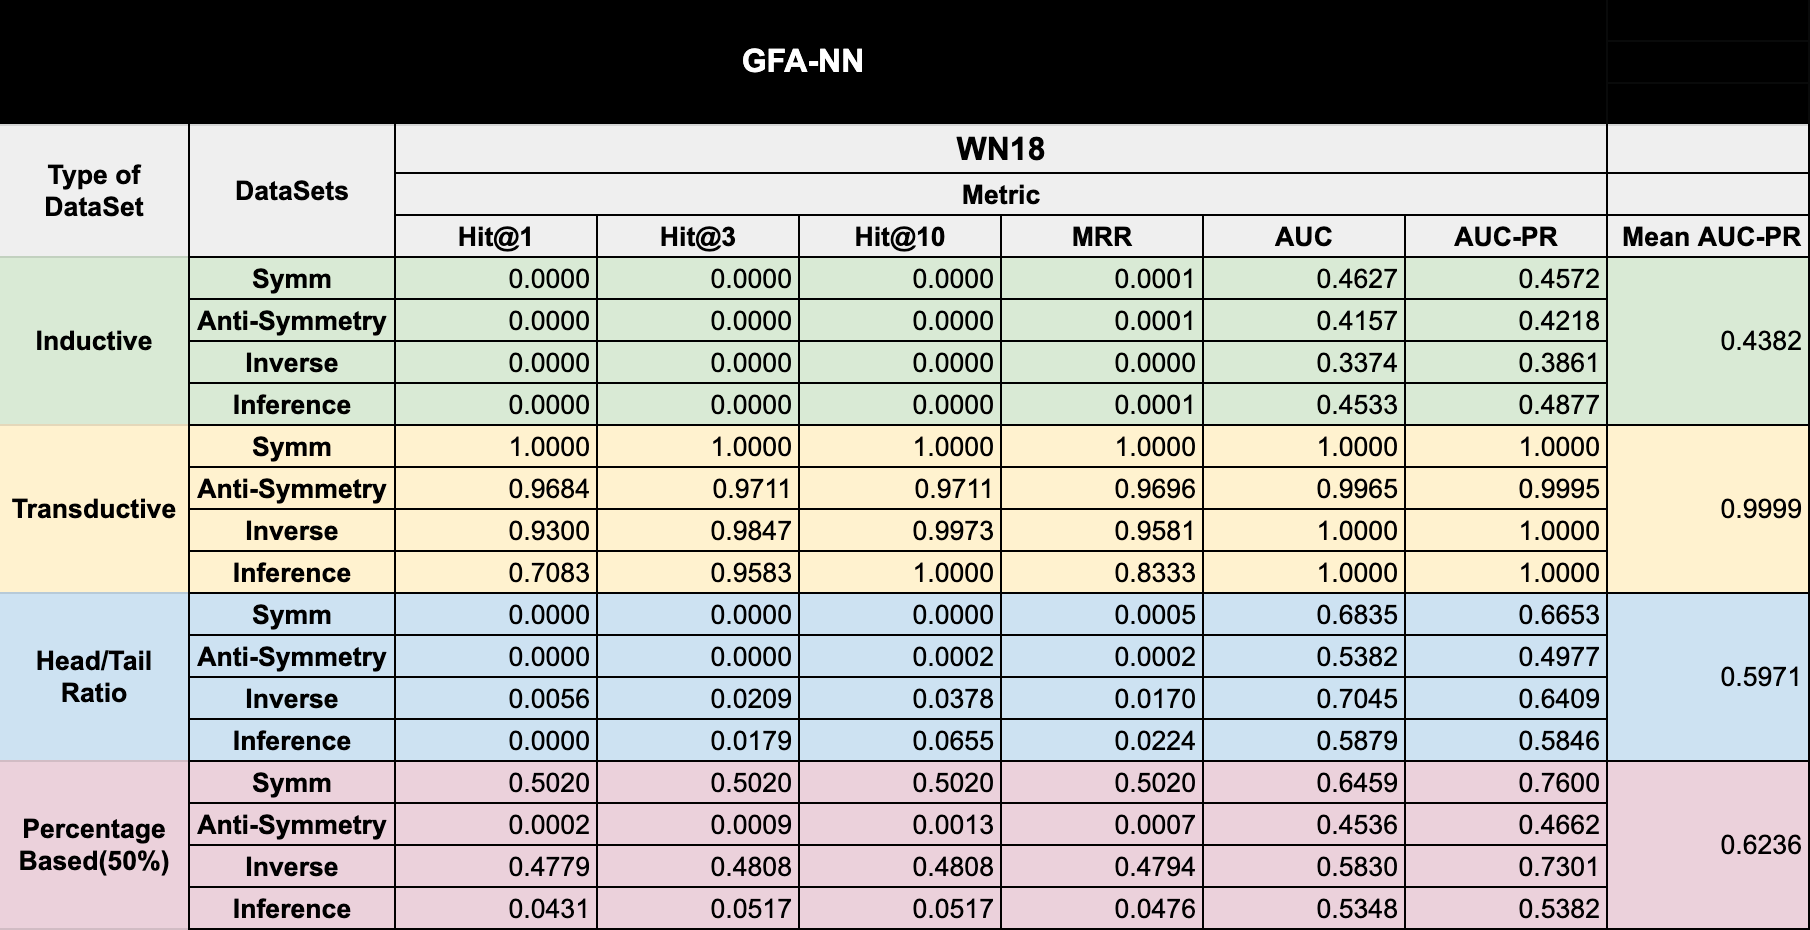 GFA-NN
Type of DataSet DataSets WN18
Metric
Hit@1 Hit@3 Hit@10 MRR AUC AUC-PR Mean AUC-PR
Inductive Symm 0.0000 0.0000 0.0000 0.0001 0.4627 0.4572 0.4382
Anti-Symmetry 0.0000 0.0000 0.0000 0.0001 0.4157 0.4218
Inverse 0.0000 0.0000 0.0000 0.0000 0.3374 0.3861
Inference 0.0000 0.0000 0.0000 0.0001 0.4533 0.4877
Transductive Symm 1.0000 1.0000 1.0000 1.0000 1.0000 1.0000 0.9999
Anti-Symmetry 0.9684 0.9711 0.9711 0.9696 0.9965 0.9995
Inverse 0.9300 0.9847 0.9973 0.9581 1.0000 1.0000
Inference 0.7083 0.9583 1.0000 0.8333 1.0000 1.0000
Head/Tail Ratio Symm 0.0000 0.0000 0.0000 0.0005 0.6835 0.6653 0.5971
Anti-Symmetry 0.0000 0.0000 0.0002 0.0002 0.5382 0.4977
Inverse 0.0056 0.0209 0.0378 0.0170 0.7045 0.6409
Inference 0.0000 0.0179 0.0655 0.0224 0.5879 0.5846
Percentage Based(50%) Symm 0.5020 0.5020 0.5020 0.5020 0.6459 0.7600 0.6236
Anti-Symmetry 0.0002 0.0009 0.0013 0.0007 0.4536 0.4662
Inverse 0.4779 0.4808 0.4808 0.4794 0.5830 0.7301
Inference 0.0431 0.0517 0.0517 0.0476 0.5348 0.5382